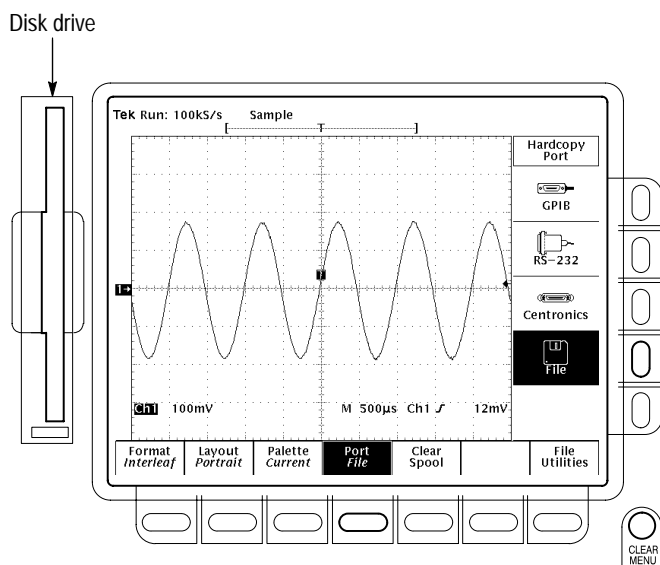 Disk drive
Tek Run: 100kS/s Sample
[ T ]
Hardcopy
Port
GPIB
RS-232
Centronics
File
T
1→
Ch1 100mV M 500µs Ch1 ƒ 12mV
Format
Interleaf
Layout
Portrait
Palette
Current
Port
File
Clear
Spool
File
Utilities
CLEAR
MENU